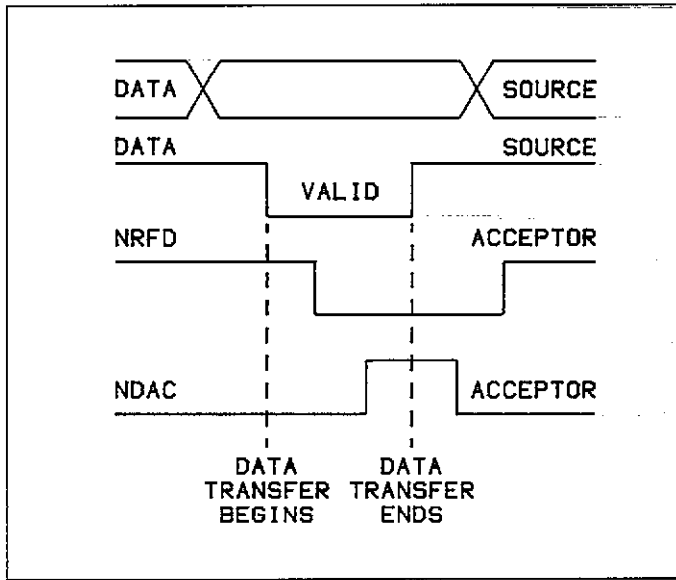 DATA SOURCE
DATA SOURCE
VALID
NRFD ACCEPTOR
NDAC ACCEPTOR
DATA TRANSFER BEGINS
DATA TRANSFER ENDS